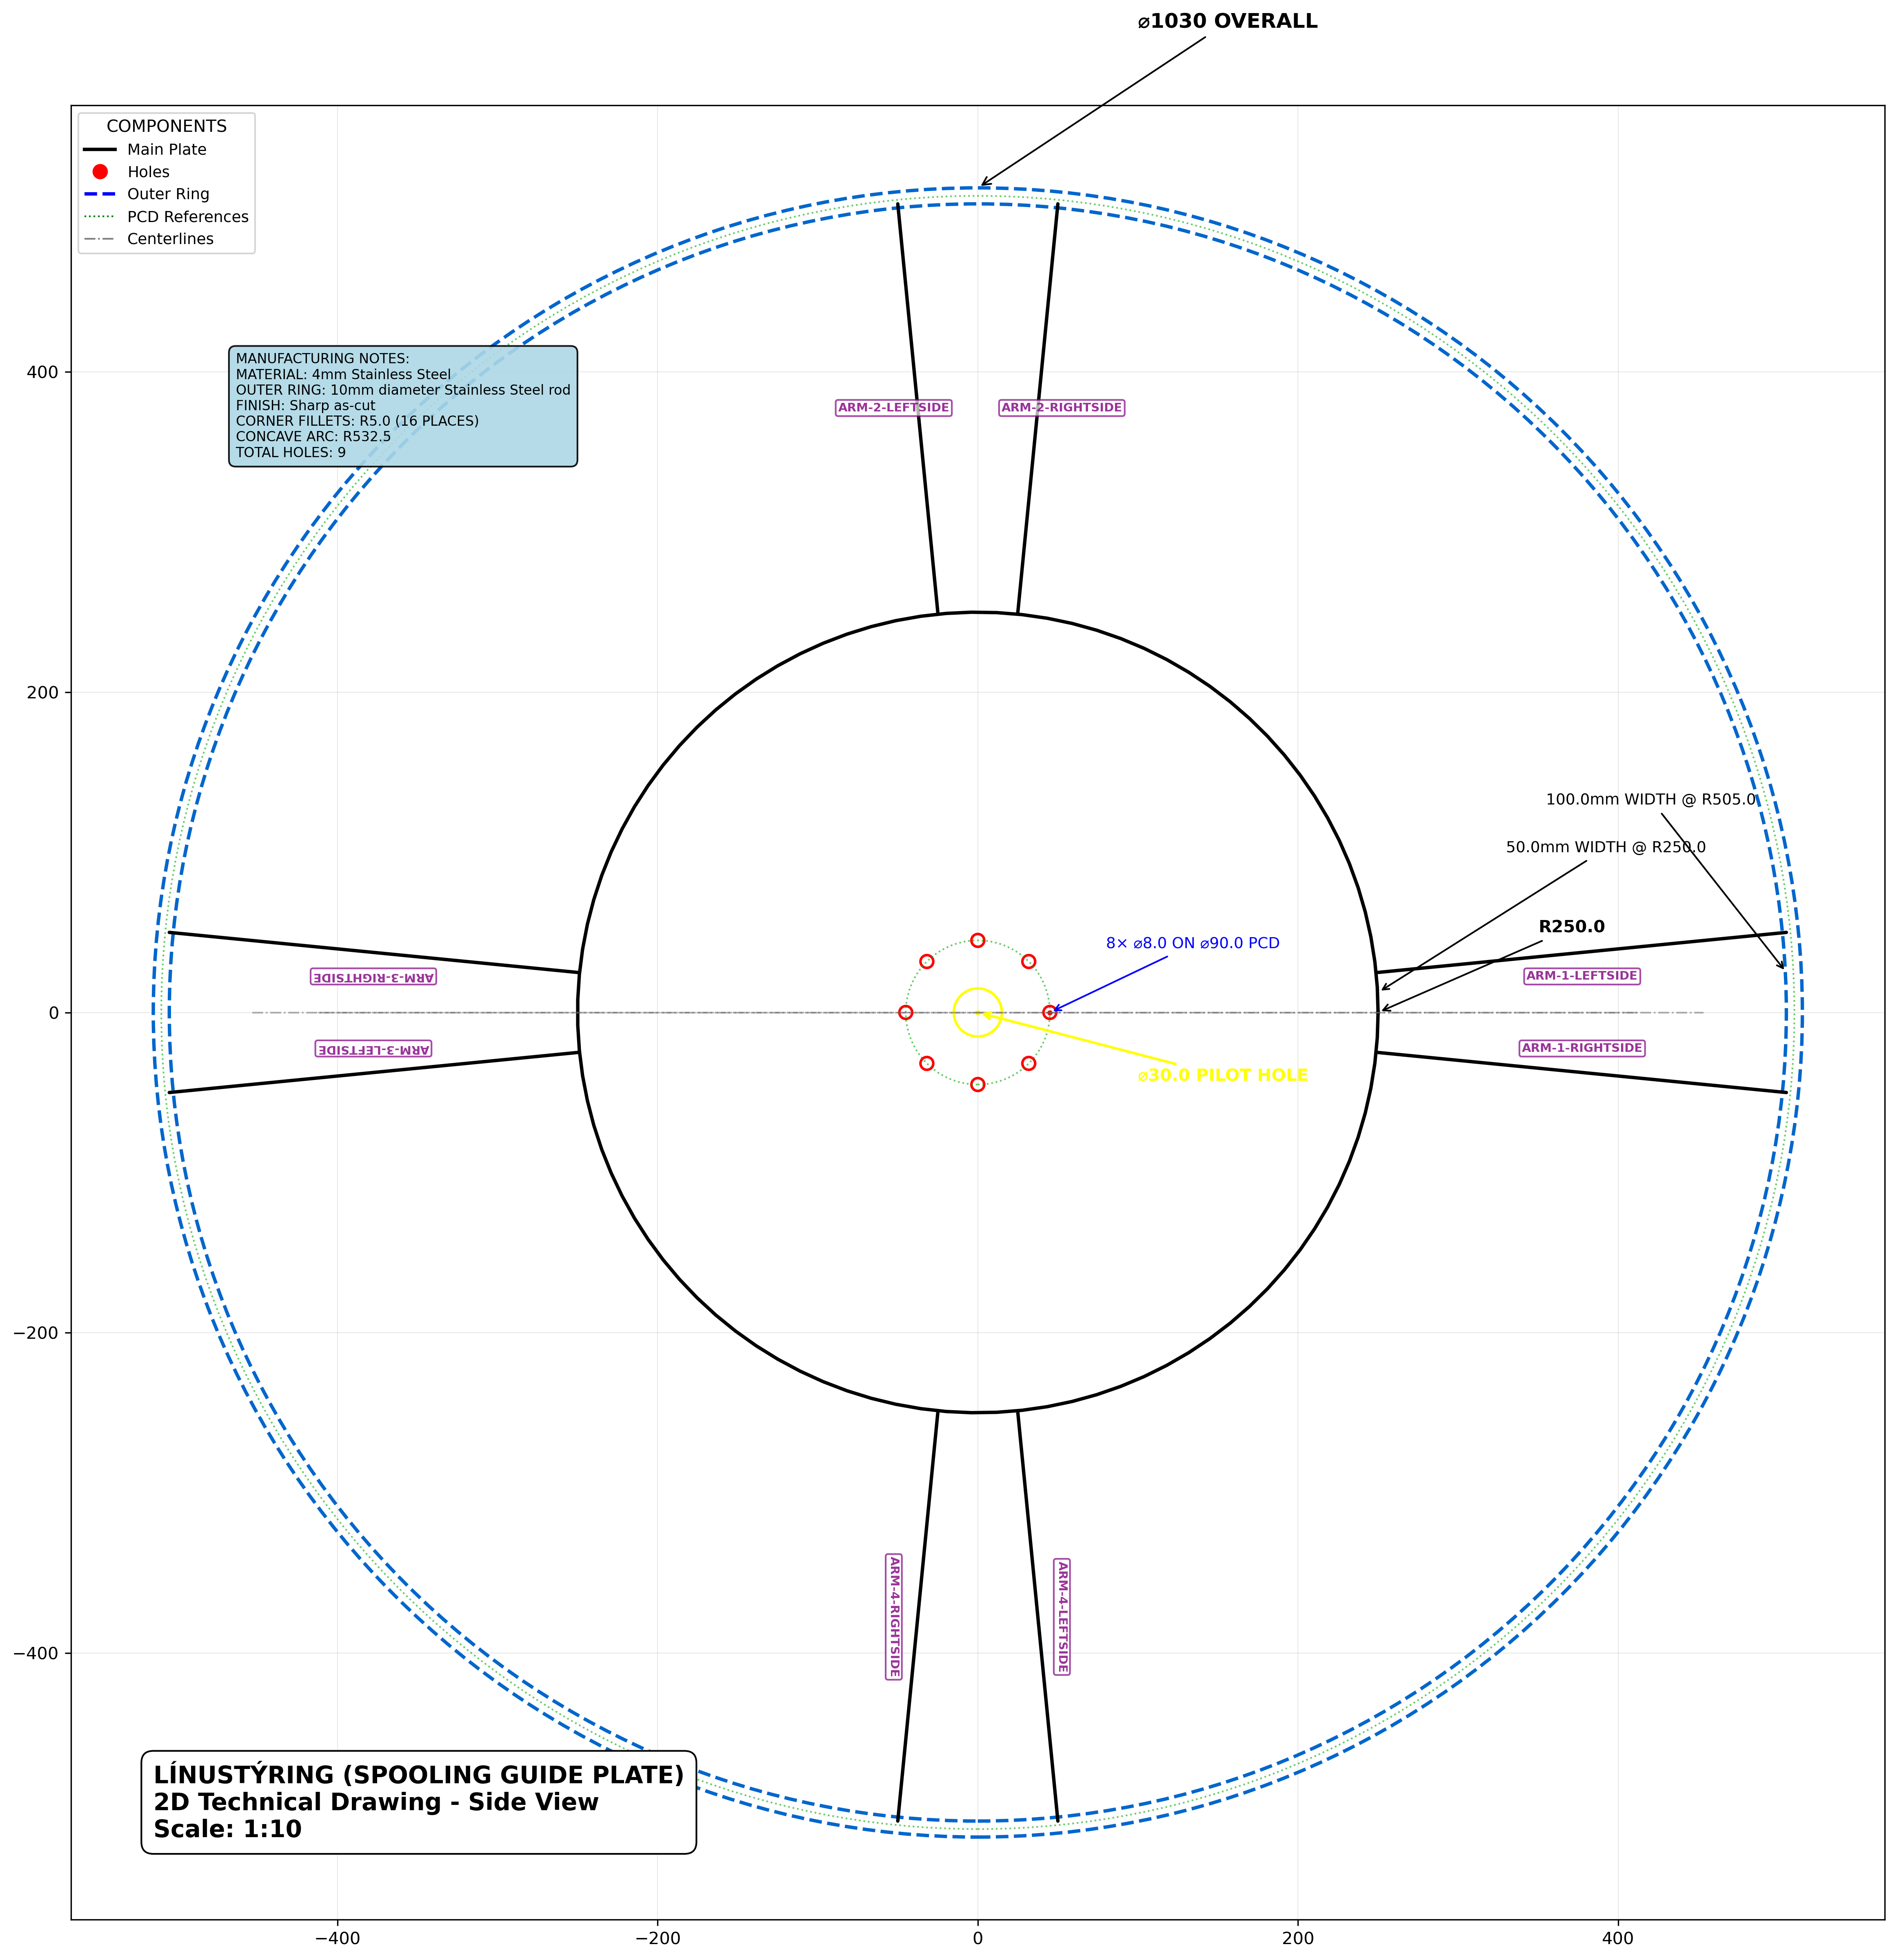 ⌀1030 OVERALL
COMPONENTS
Main Plate
Holes
Outer Ring
PCD References
Centerlines
MANUFACTURING NOTES:
MATERIAL: 4mm Stainless Steel
OUTER RING: 10mm diameter Stainless Steel rod
FINISH: Sharp as-cut
CORNER FILLETS: R5.0 (16 PLACES)
CONCAVE ARC: R532.5
TOTAL HOLES: 9
ARM-2-LEFTSIDE
ARM-2-RIGHTSIDE
100.0mm WIDTH @ R505.0
50.0mm WIDTH @ R250.0
R250.0
8× ⌀8.0 ON ⌀90.0 PCD
ARM-3-RIGHTSIDE
ARM-1-LEFTSIDE
ARM-3-LEFTSIDE
ARM-1-RIGHTSIDE
⌀30.0 PILOT HOLE
ARM-4-RIGHTSIDE
ARM-4-LEFTSIDE
LÍNUSTÝRING (SPOOLING GUIDE PLATE)
2D Technical Drawing - Side View
Scale: 1:10
400
200
0
−200
−400
−400
−200
0
200
400